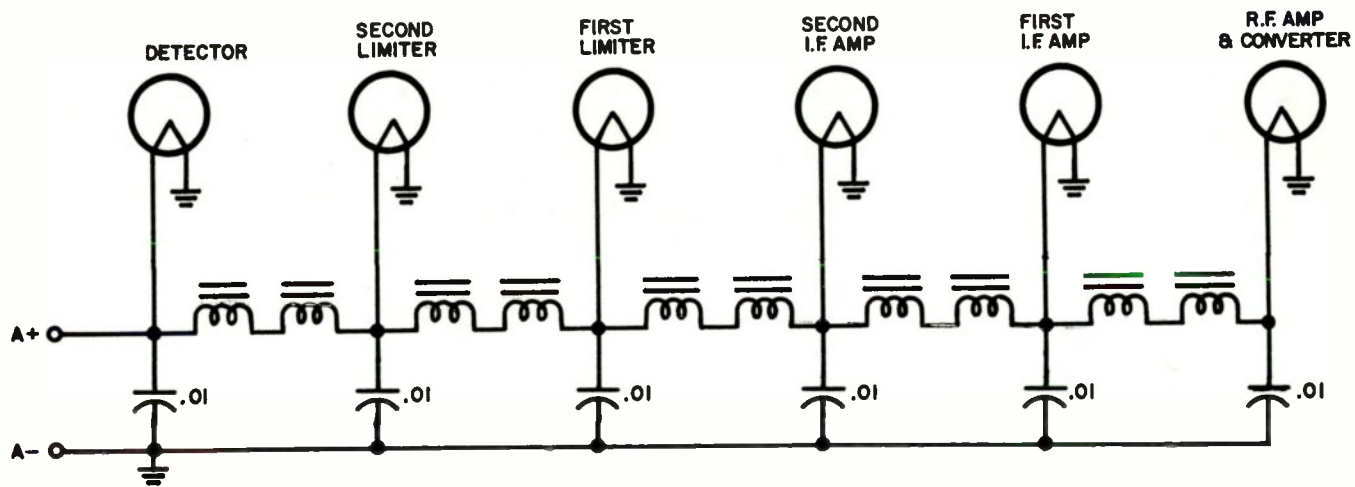 DETECTOR
SECOND
LIMITER
FIRST
LIMITER
SECOND
I.F. AMP
FIRST
I.F. AMP
R.F. AMP
& CONVERTER
A+
.01
.01
.01
.01
.01
.01
A-